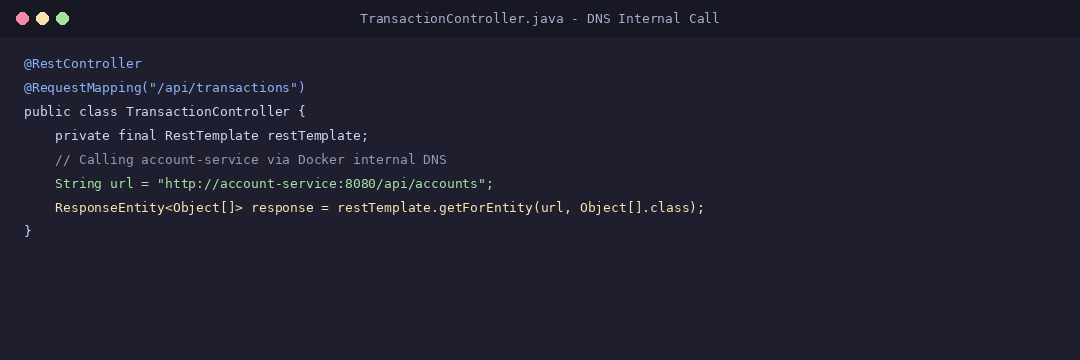 TransactionController.java - DNS Internal Call
@RestController
@RequestMapping("/api/transactions")
public class TransactionController {
    private final RestTemplate restTemplate;
    // Calling account-service via Docker internal DNS
    String url = "http://account-service:8080/api/accounts";
    ResponseEntity<Object[]> response = restTemplate.getForEntity(url, Object[].class);
}